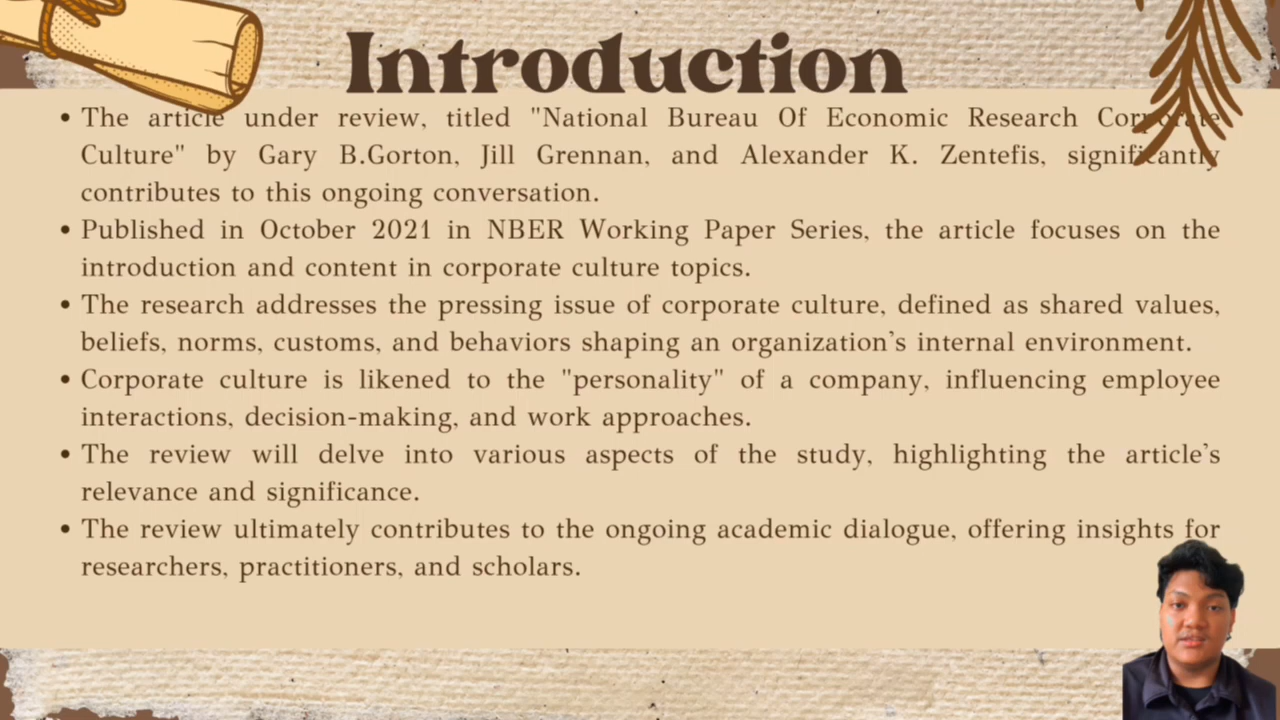 Introduction
• The article under review, titled "National Bureau Of Economic Research Corporate
Culture" by Gary B.Gorton, Jill Grennan, and Alexander K. Zentefis, significantly
contributes to this ongoing conversation.
• Published in October 2021 in NBER Working Paper Series, the article focuses on the
introduction and content in corporate culture topics.
• The research addresses the pressing issue of corporate culture, defined as shared values,
beliefs, norms, customs, and behaviors shaping an organization's internal environment.
• Corporate culture is likened to the "personality" of a company, influencing employee
interactions, decision-making, and work approaches.
• The review will delve into various aspects of the study, highlighting the article's
relevance and significance.
• The review ultimately contributes to the ongoing academic dialogue, offering insights for
researchers, practitioners, and scholars.